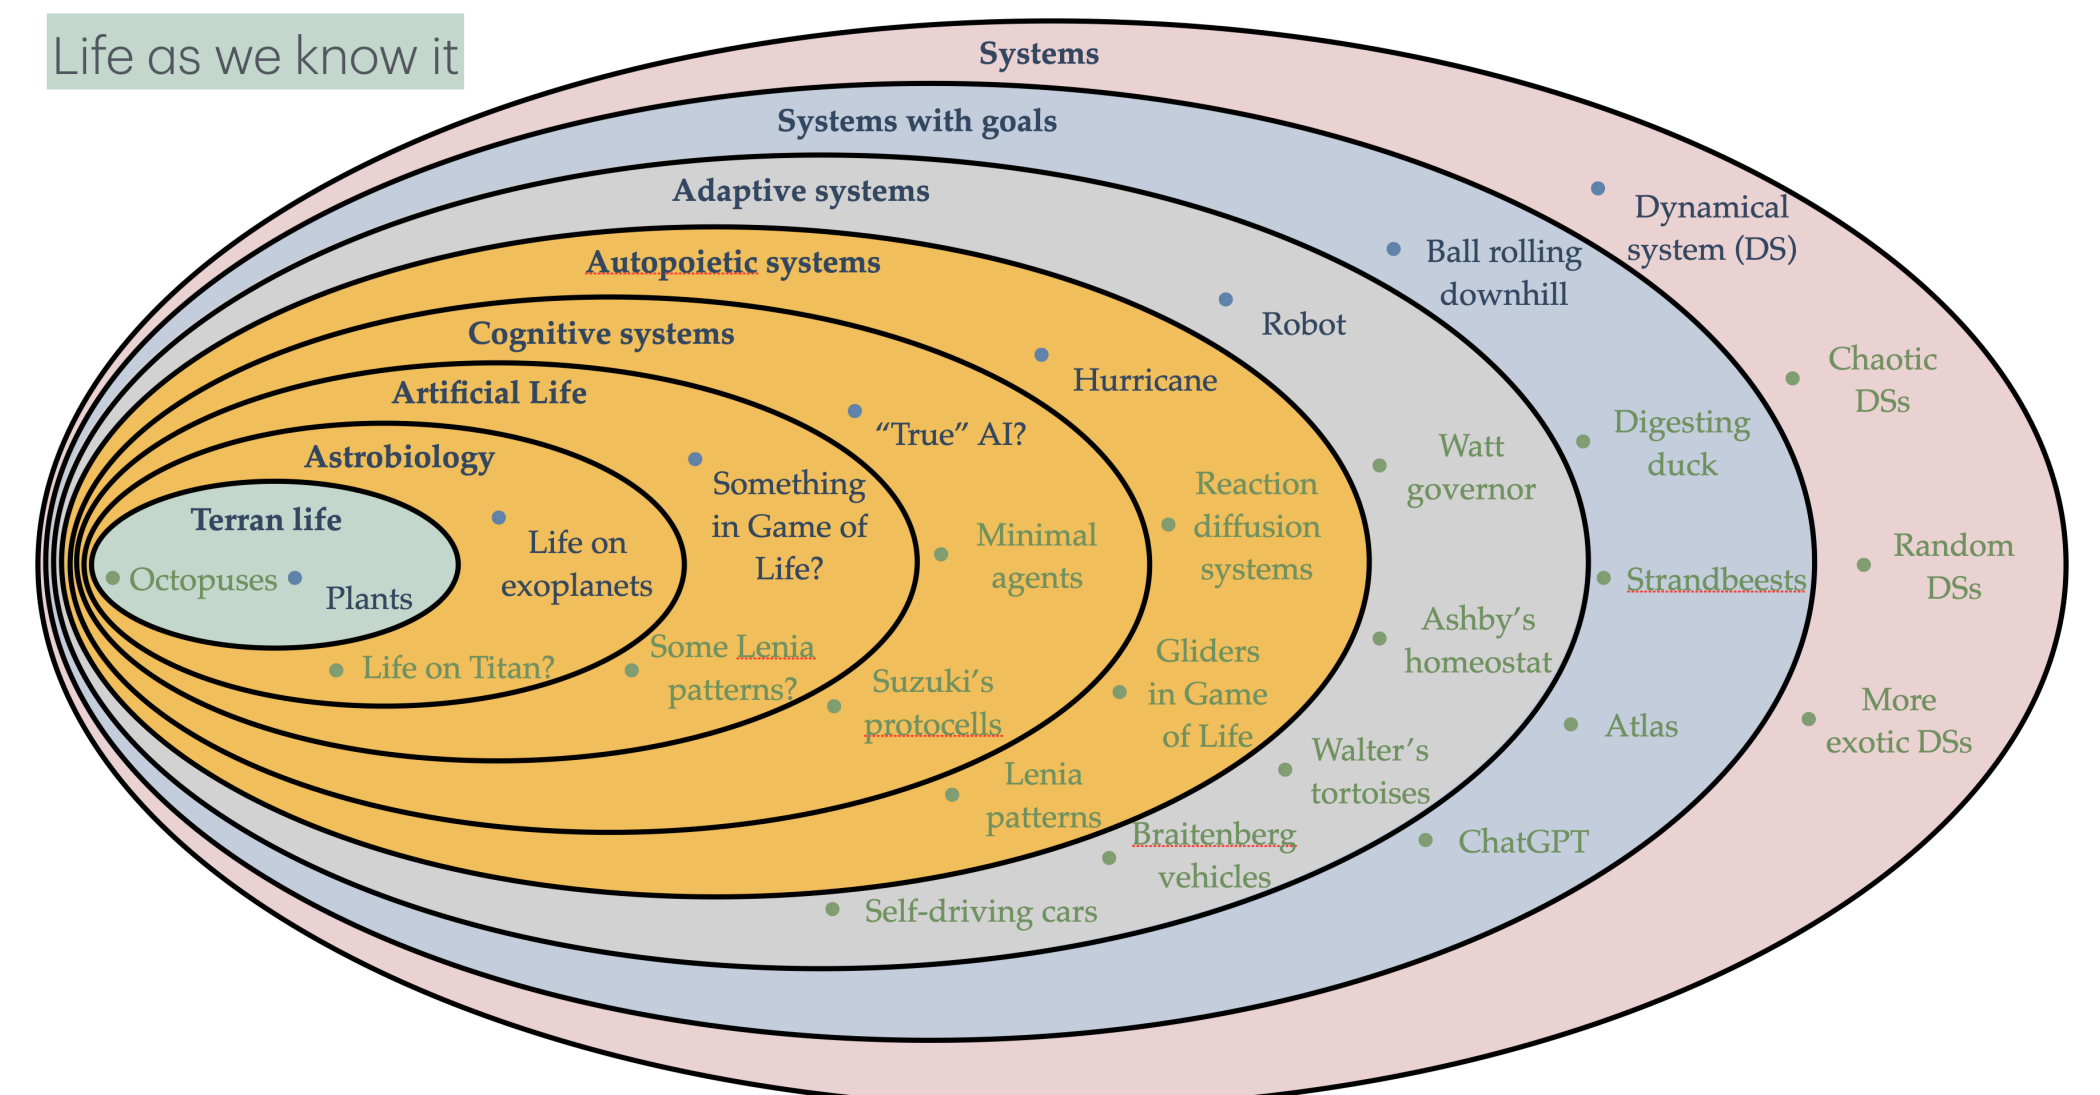 Life as we know it
Systems
Systems with goals
Adaptive systems
Autopoietic systems
Cognitive systems
Artificial Life
Astrobiology
Terran life
Octopuses
Plants
Life on
exoplanets
Life on Titan?
Something
in Game of
Life?
Some Lenia
patterns?
"True" AI?
Minimal
agents
Suzuki's
protocells
Hurricane
Reaction
diffusion
systems
Gliders
in Game
of Life
Lenia
patterns
Robot
Watt
governor
Ashby's
homeostat
Walter's
tortoises
Braitenberg
vehicles
Self-driving cars
Ball rolling
downhill
Digesting
duck
Strandbeests
Atlas
ChatGPT
Dynamical
system (DS)
Chaotic
DSs
Random
DSs
More
exotic DSs